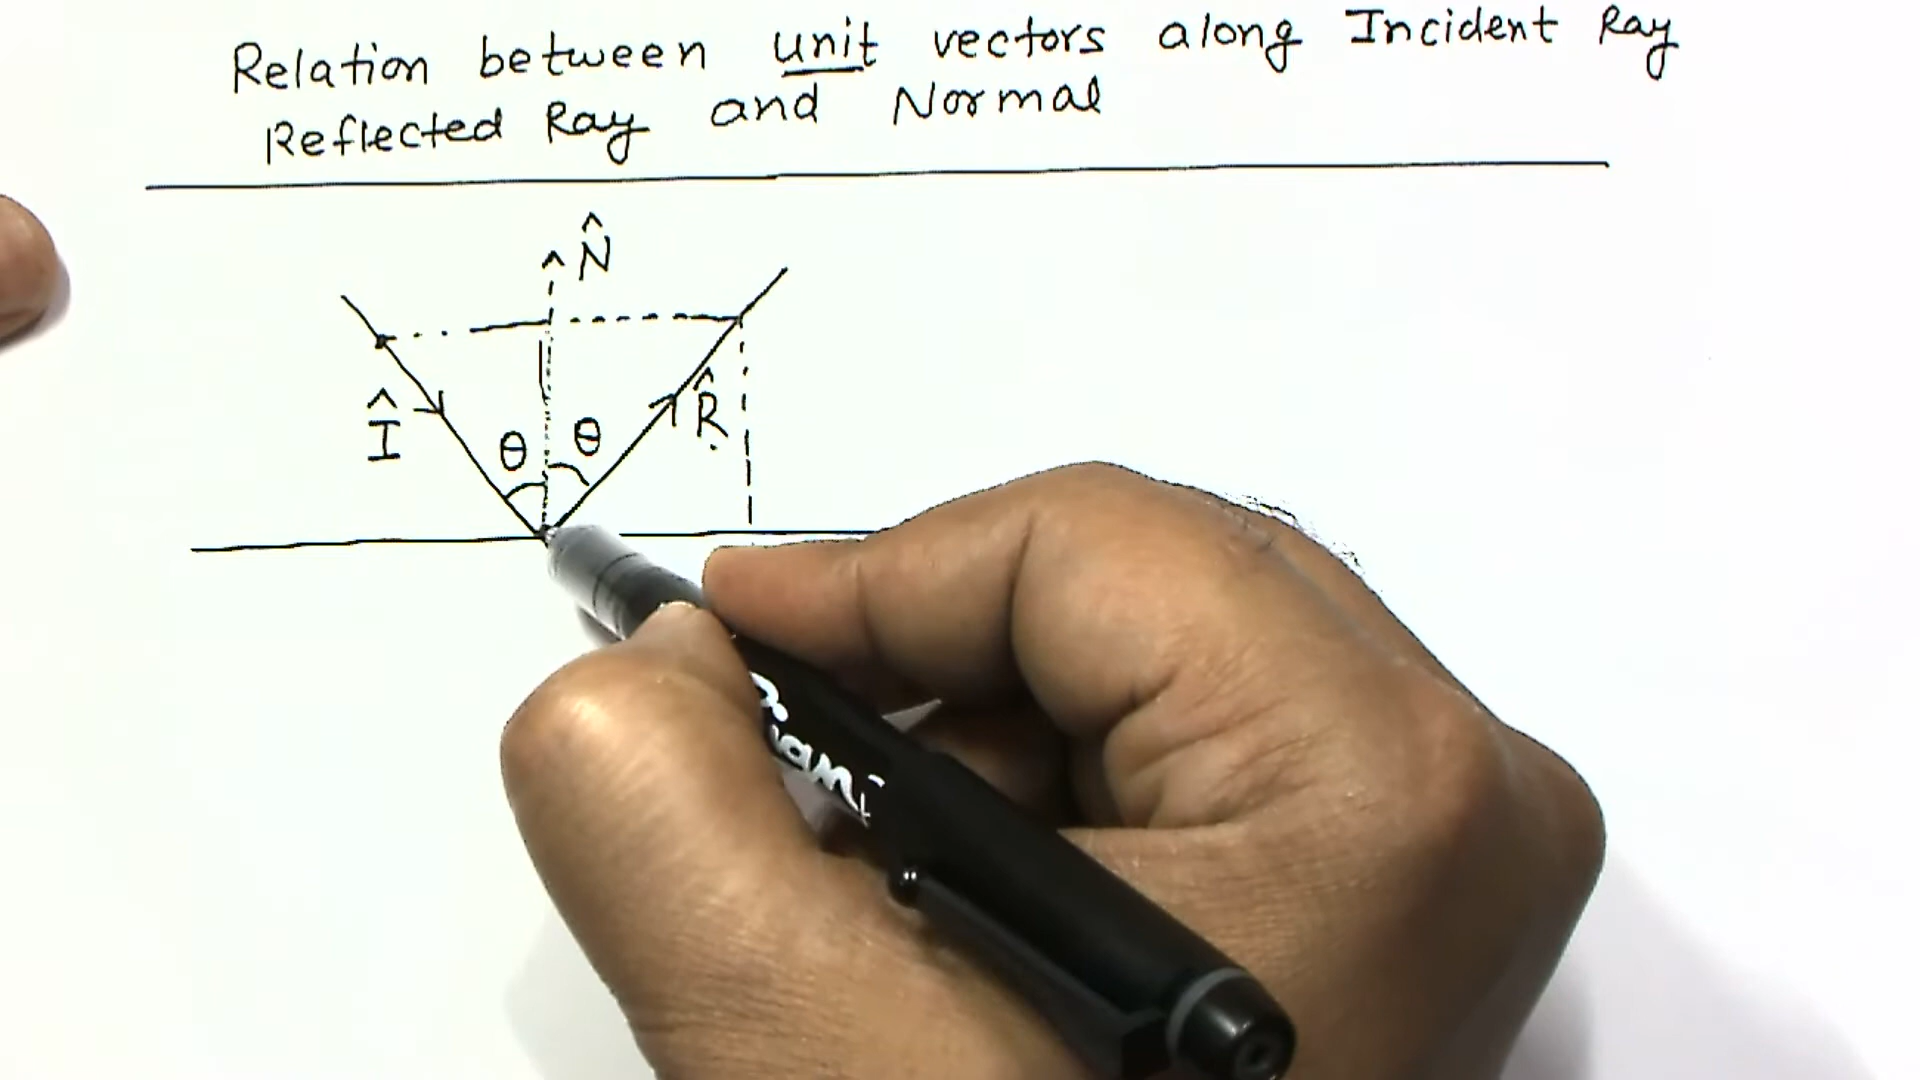 Relation between unit vectors along Incident Ray
Reflected Ray and Normal
N̂
Î
θ
θ
R̂